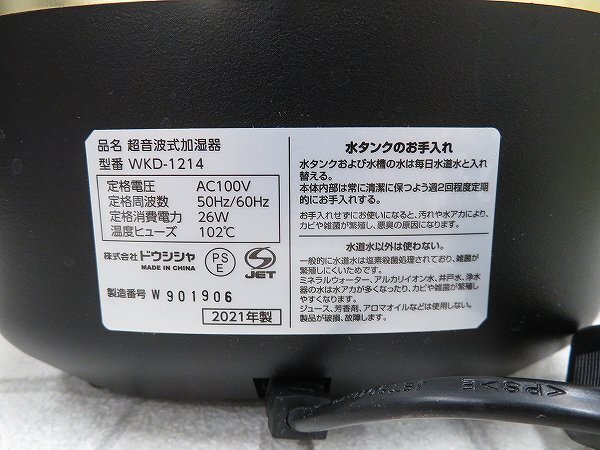 品名 超音波式加湿器
型番 WKD-1214
定格電圧 AC100V
定格周波数 50Hz/60Hz
定格消費電力 26W
温度ヒューズ 102℃
株式会社 ドウシシャ
MADE IN CHINA
PS
E
S
JET
製造番号 W901906
2021年製
水タンクのお手入れ
水タンクおよび水槽の水は毎日水道水と入れ
替える。
本体内部は常に清潔に保つよう週2回程度定期
的にお手入れする。
お手入れせずにお使いになると、汚れや水アカにより、
カビや雑菌が繁殖し、悪臭の原因になります。
水道水以外は使わない。
一般的に水道水は塩素殺菌処理されており、雑菌が
繁殖しにくいためです。
ミネラルウォーター、アルカリイオン水、井戸水、浄水
器の水は水アカが多くなったり、カビや雑菌が繁殖し
やすくなります。
ジュース、芳香剤、アロマオイルなどは使用しない。
製品が破損、故障します。